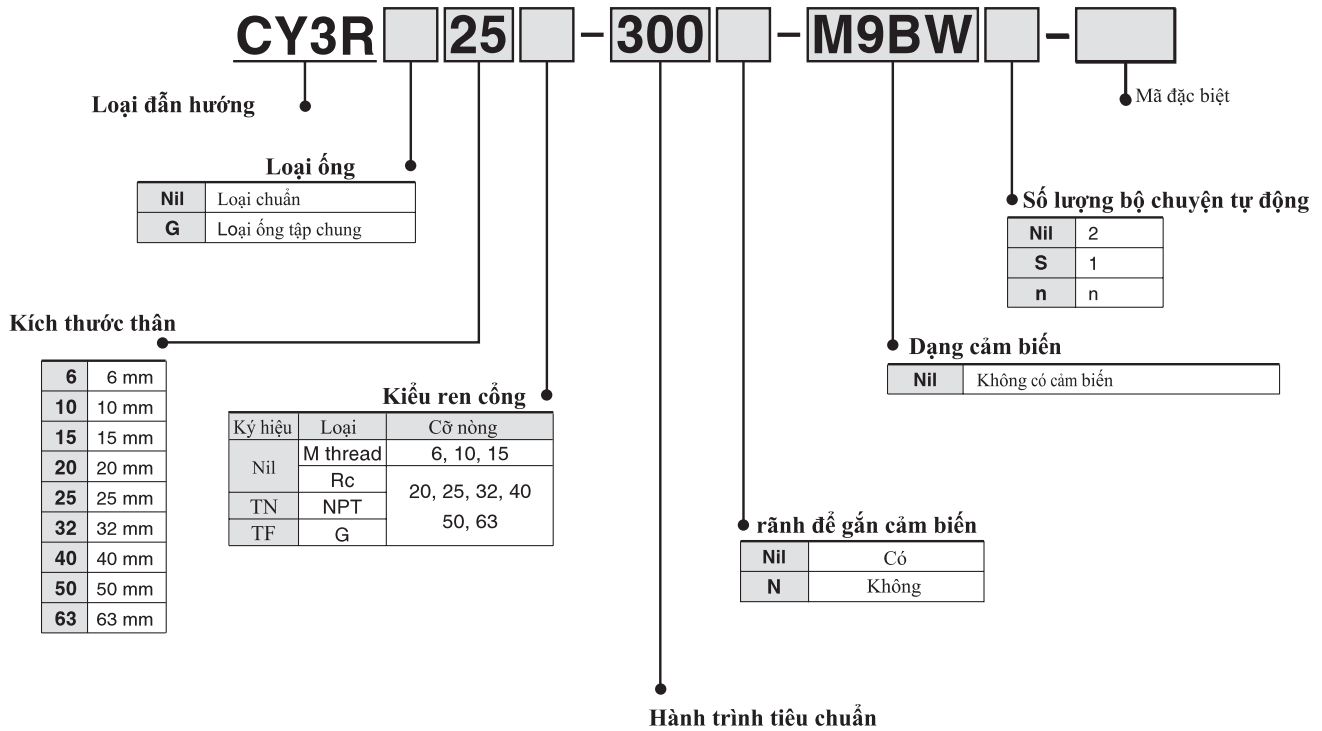 CY3R 25 - 300 - M9BW -
Loại đẫn hướng
Mã đặc biệt
Loại ống
Nil Loại chuẩn
G Loại ống tập chung
Số lượng bộ chuyện tự động
Nil 2
S 1
n n
Kích thước thân
6 6 mm
10 10 mm
15 15 mm
20 20 mm
25 25 mm
32 32 mm
40 40 mm
50 50 mm
63 63 mm
Dạng cảm biến
Nil Không có cảm biến
Kiểu ren cổng
Ký hiệu Loại Cỡ nòng
Nil M thread 6, 10, 15
Rc 20, 25, 32, 40
TN NPT 50, 63
TF G
rãnh để gắn cảm biến
Nil Có
N Không
Hành trình tiêu chuẩn